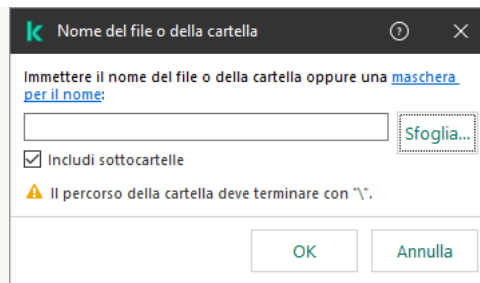 Nome del file o della cartella
Immettere il nome del file o della cartella oppure una maschera
per il nome:
Sfoglia...
Includi sottocartelle
Il percorso della cartella deve terminare con "\".
OK
Annulla